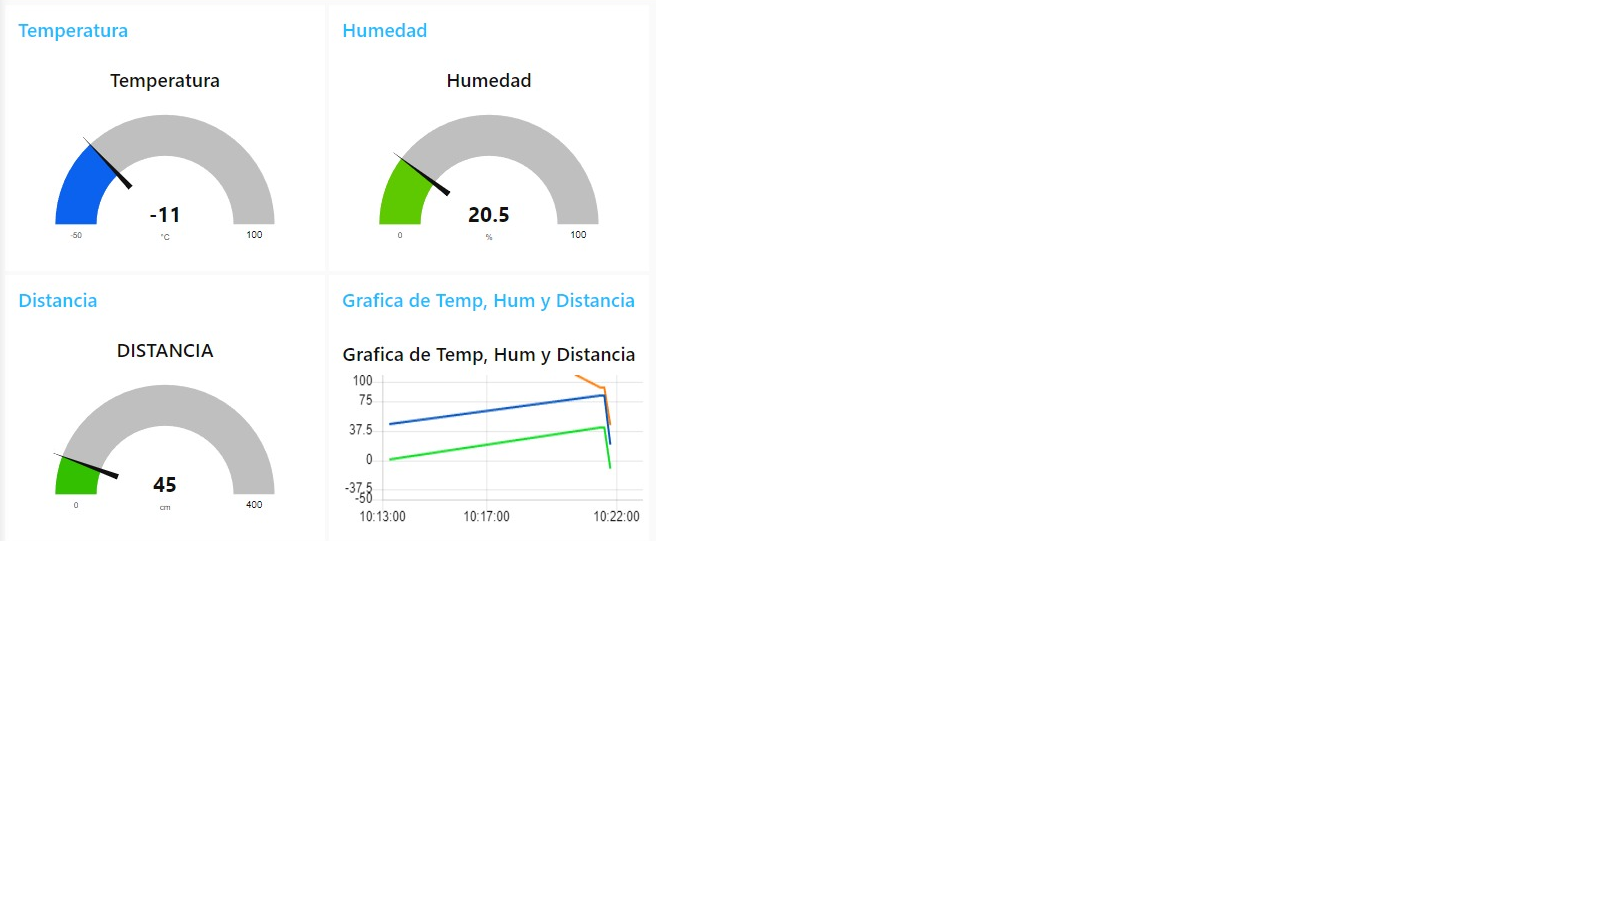 Temperatura
Temperatura
-11
-50
°C
100
Humedad
Humedad
20.5
0
%
100
Distancia
DISTANCIA
45
0
cm
400
Grafica de Temp, Hum y Distancia
Grafica de Temp, Hum y Distancia
100
75
37.5
0
-37.5
-50
10:13:00 10:17:00 10:22:00